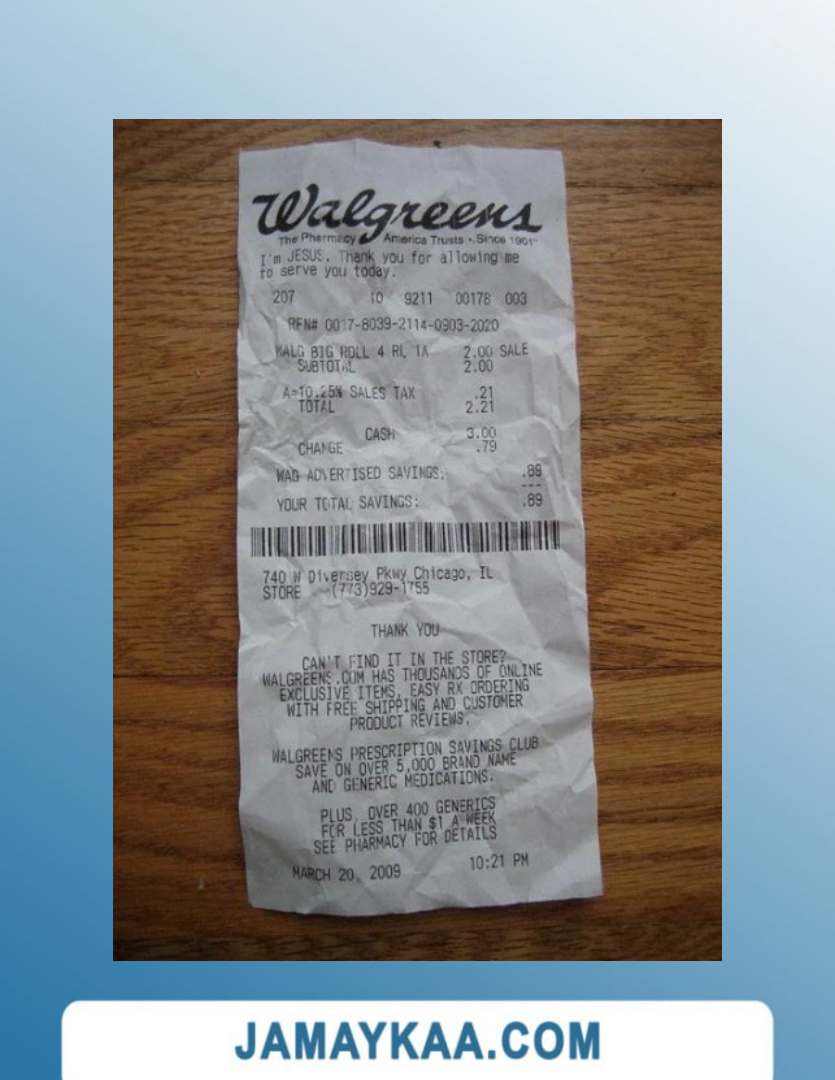 Walgreens
The Pharmacy America Trusts • Since 1901
I'm JESUS. Thank you for allowing me
to serve you today.
207 10 9211 00178 003
RFN# 0017-8039-2114-0903-2020
WALG BIG ROLL 4 RL 1A 2.00 SALE
SUBTOTAL 2.00
A=10.25% SALES TAX .21
TOTAL 2.21
CASH 3.00
CHANGE .79
WAG ADVERTISED SAVINGS: .89
---
YOUR TOTAL SAVINGS: .89
740 W Diversey Pkwy Chicago, IL
STORE (773)929-1755
THANK YOU
CAN'T FIND IT IN THE STORE?
WALGREENS.COM HAS THOUSANDS OF ONLINE
EXCLUSIVE ITEMS, EASY RX ORDERING
WITH FREE SHIPPING AND CUSTOMER
PRODUCT REVIEWS.
WALGREENS PRESCRIPTION SAVINGS CLUB
SAVE ON OVER 5,000 BRAND NAME
AND GENERIC MEDICATIONS.
PLUS, OVER 400 GENERICS
FOR LESS THAN $1 A WEEK
SEE PHARMACY FOR DETAILS
MARCH 20, 2009 10:21 PM
JAMAYKAA.COM